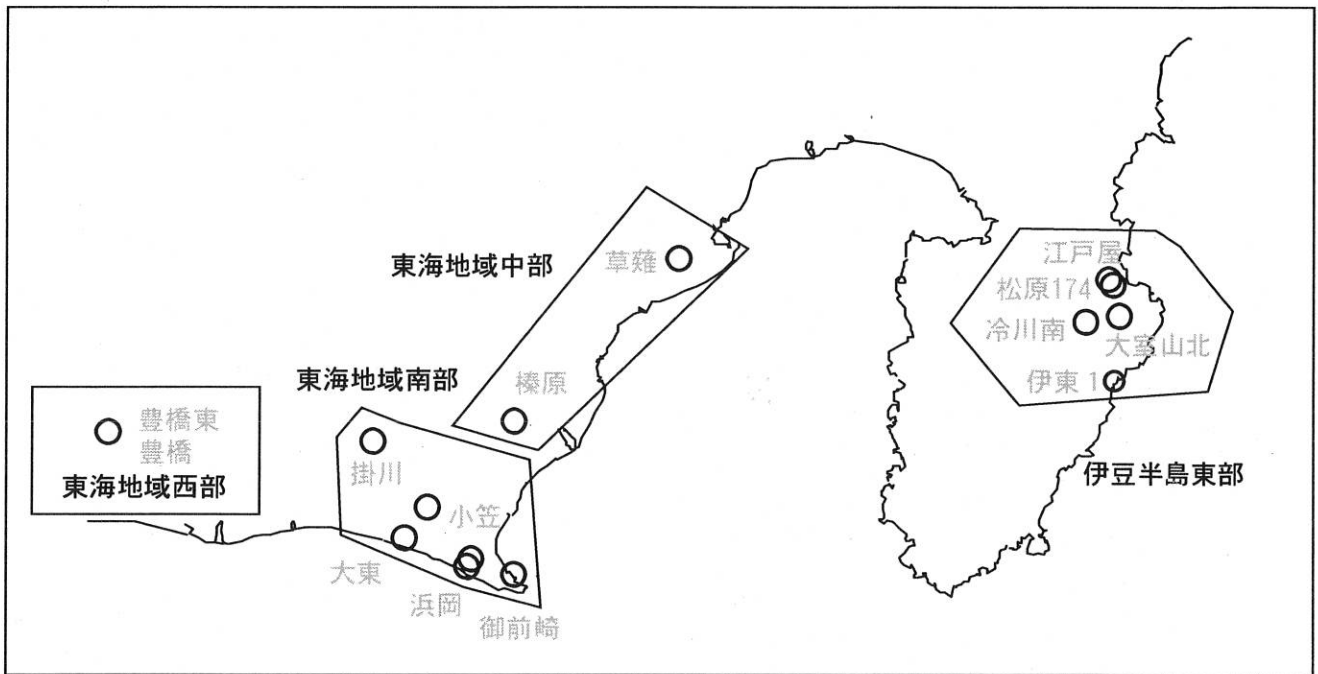 東海地域中部
草薙
榛原
東海地域南部
掛川
小笠
大東
浜岡
御前崎
豊橋東
豊橋
東海地域西部
江戸屋
松原174
冷川南
大室山北
伊東1
伊豆半島東部